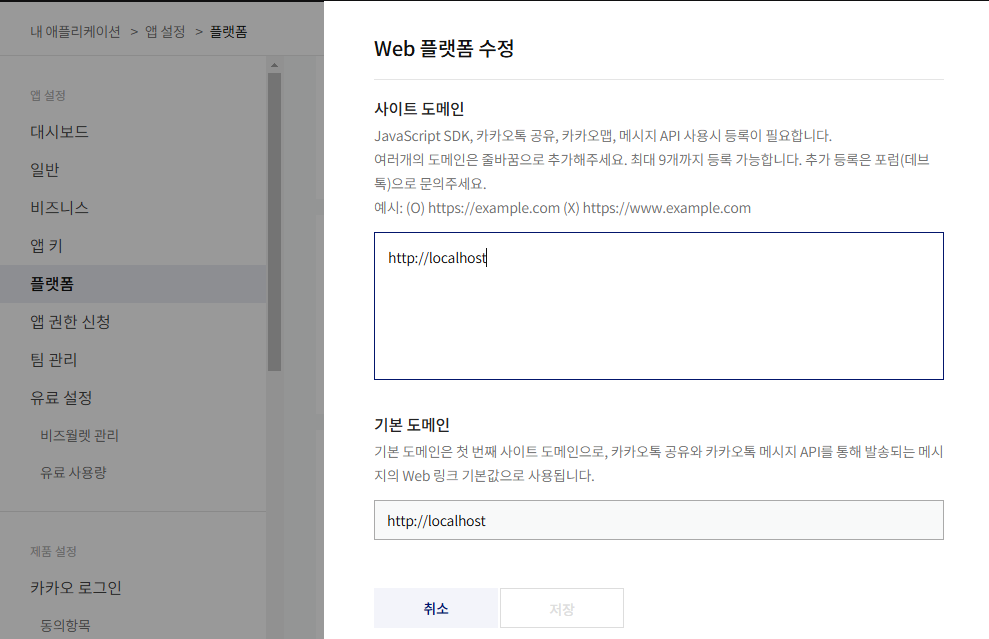 내 애플리케이션 > 앱 설정 > 플랫폼
앱 설정
대시보드
일반
비즈니스
앱 키
플랫폼
앱 권한 신청
팀 관리
유료 설정
비즈월렛 관리
유료 사용량
제품 설정
카카오 로그인
동의항목
Web 플랫폼 수정
사이트 도메인
JavaScript SDK, 카카오톡 공유, 카카오맵, 메시지 API 사용시 등록이 필요합니다.
여러개의 도메인은 줄바꿈으로 추가해주세요. 최대 9개까지 등록 가능합니다. 추가 등록은 포럼(데브
톡)으로 문의주세요.
예시: (O) https://example.com (X) https://www.example.com
http://localhost
기본 도메인
기본 도메인은 첫 번째 사이트 도메인으로, 카카오톡 공유와 카카오톡 메시지 API를 통해 발송되는 메시
지의 Web 링크 기본값으로 사용됩니다.
http://localhost
취소
저장